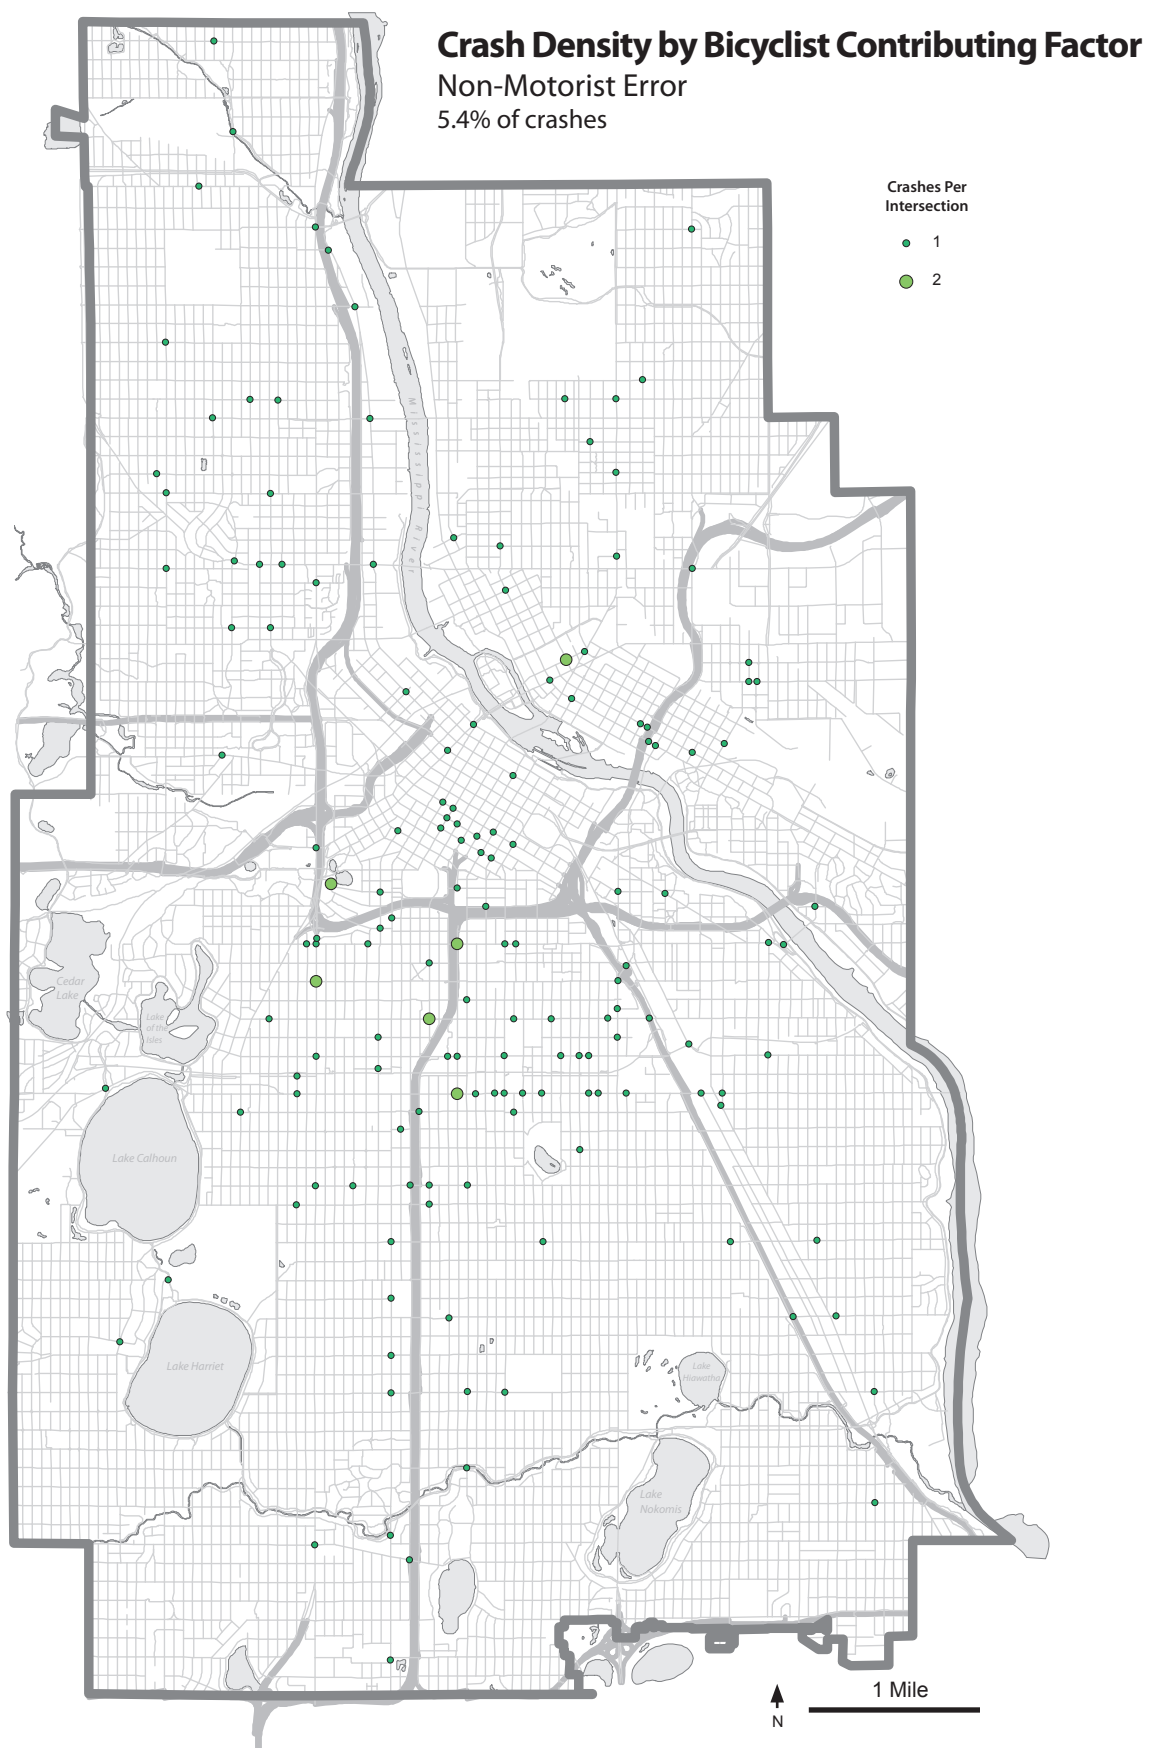 Crash Density by Bicyclist Contributing Factor
Non-Motorist Error
5.4% of crashes
Crashes Per
Intersection
1
2
Mississippi River
Cedar
Lake
Lake
of the
Isles
Lake Calhoun
Lake Harriet
Lake
Hiawatha
Lake
Nokomis
1 Mile
N